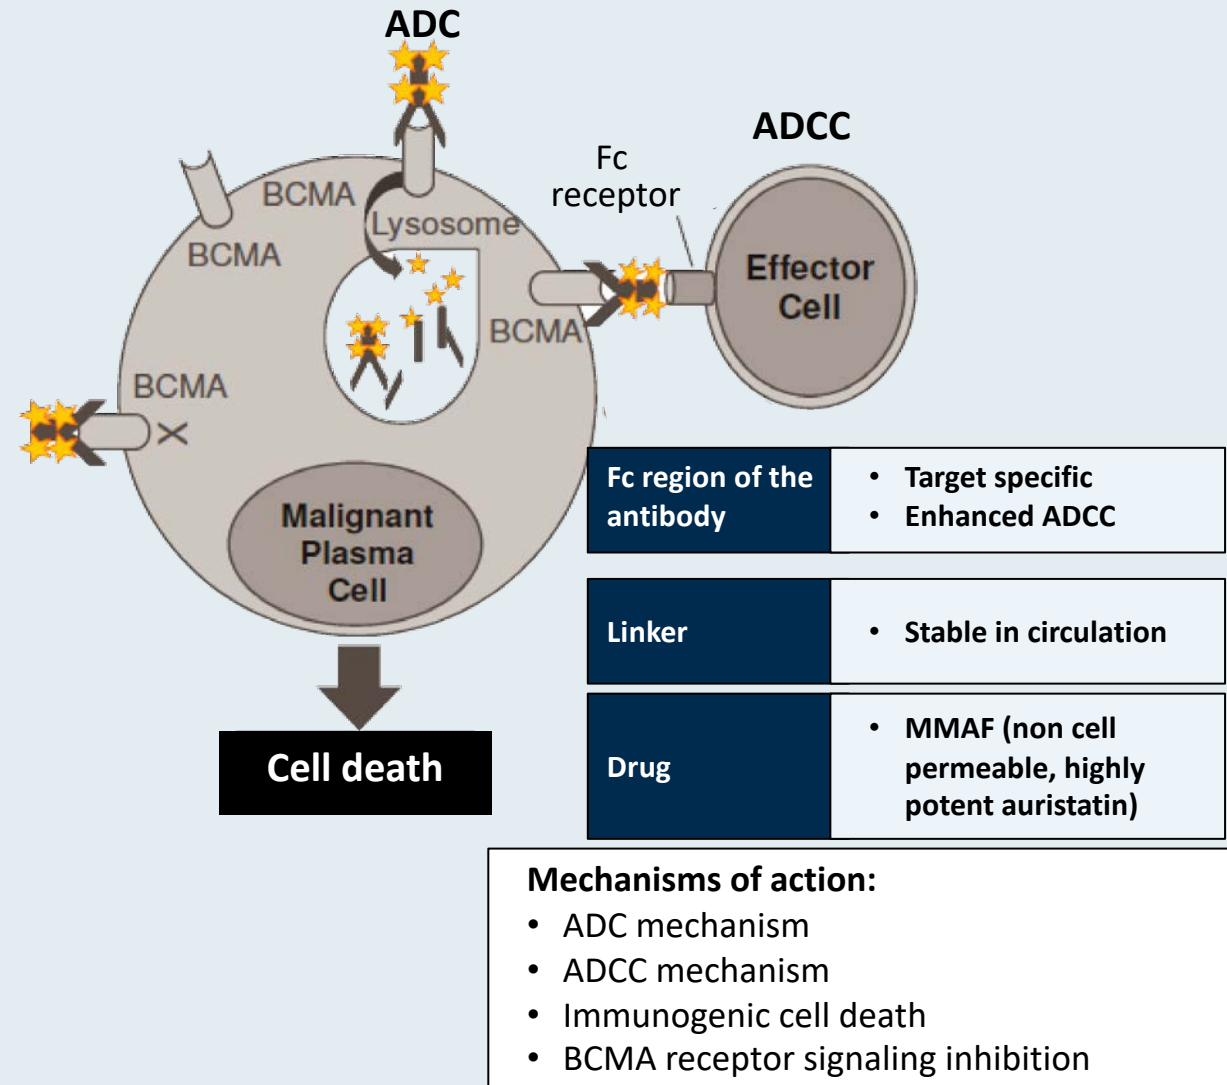 ADC
ADCC
Fc
receptor
BCMA
Lysosome
BCMA
Effector
Cell
BCMA
BCMA
X
Malignant
Plasma
Cell
Cell death
Fc region of the
antibody
• Target specific
• Enhanced ADCC
Linker
• Stable in circulation
Drug
• MMAF (non cell
permeable, highly
potent auristatin)
Mechanisms of action:
• ADC mechanism
• ADCC mechanism
• Immunogenic cell death
• BCMA receptor signaling inhibition